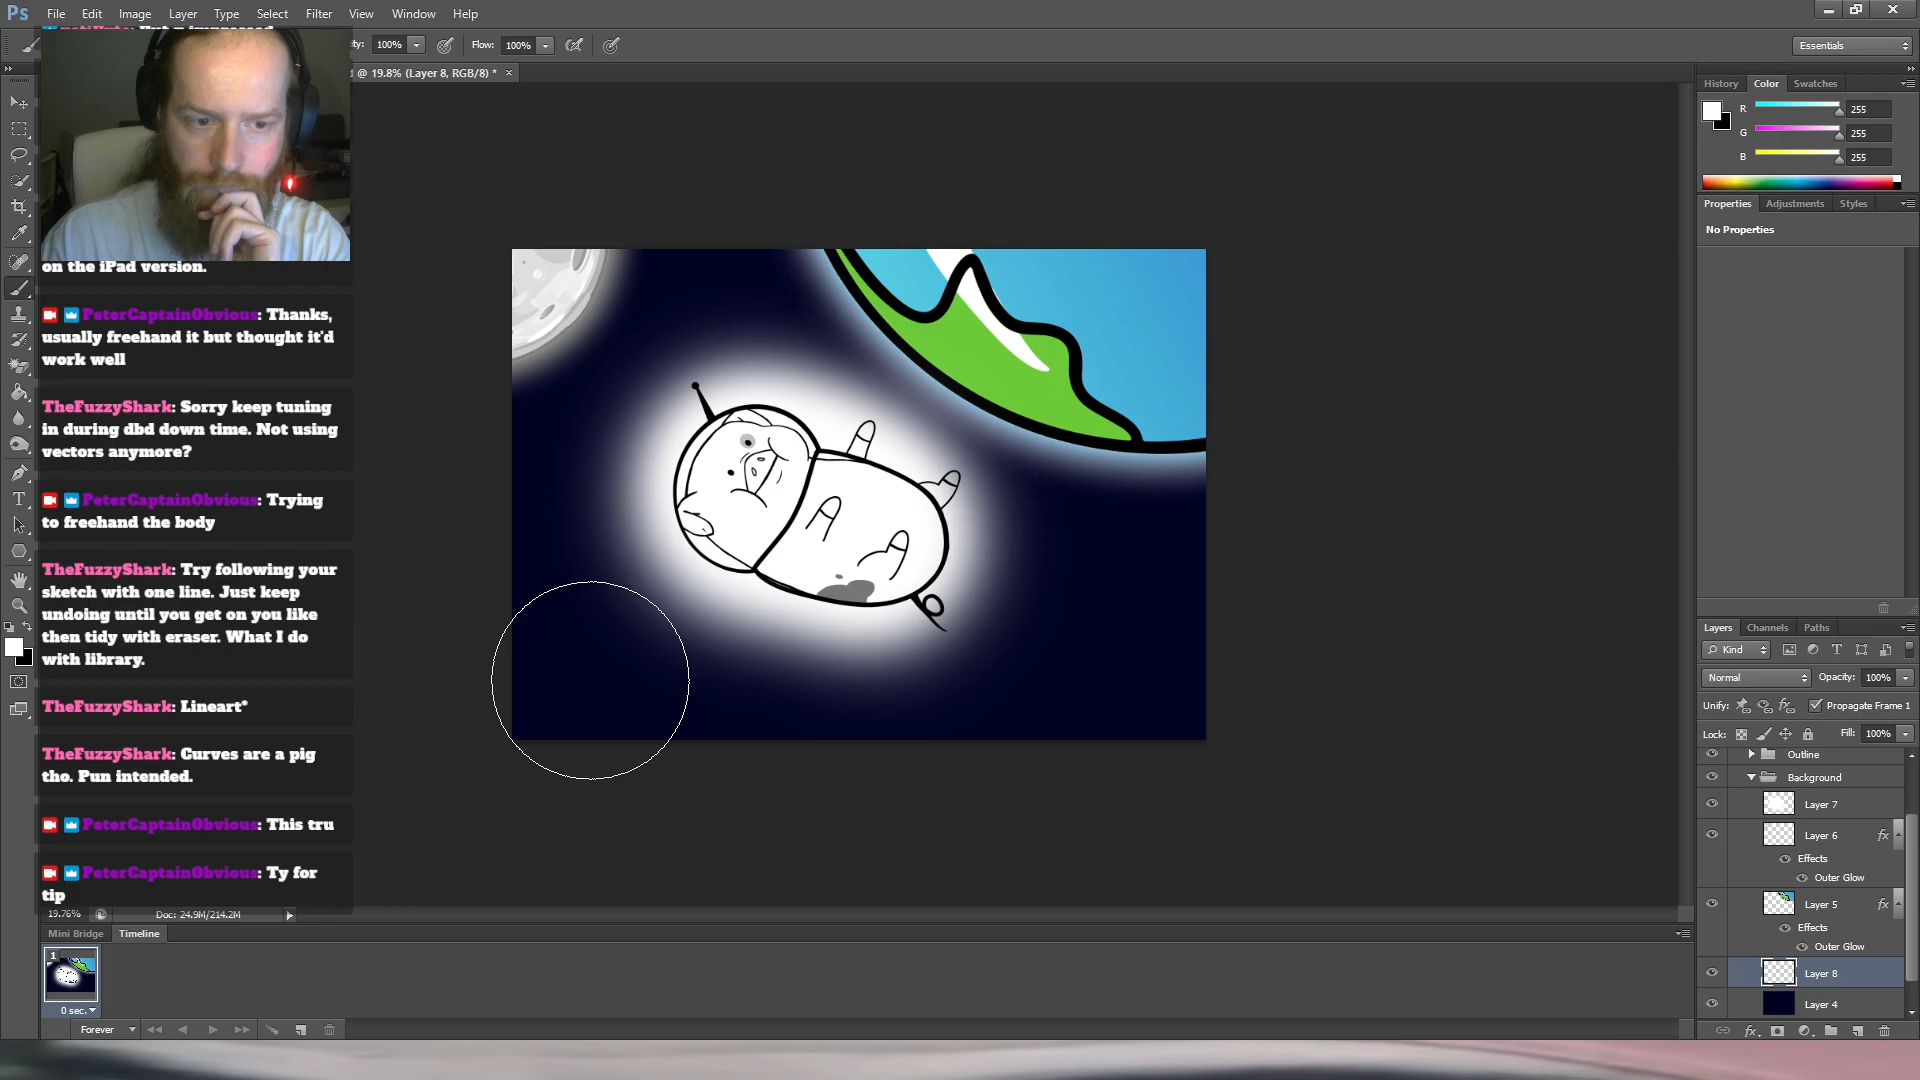 Ps File Edit Image Layer Type Select Filter Analysis View Window Help
100% Flow: 100% Essentials
@ 19.8% (Layer 8, RGB/8) * ×
on the iPad version.
PeterCaptainObvious: Thanks,
usually freehand it but thought it'd
work well
TheFuzzyShark: Sorry keep tuning
in during dbd down time. Not using
vectors anymore?
PeterCaptainObvious: Trying
to freehand the body
TheFuzzyShark: Try following your
sketch with one line. Just keep
undoing until you get on you like
then tidy with eraser. What I do
with library.
TheFuzzyShark: Lineart*
TheFuzzyShark: Curves are a pig
tho. Pun intended.
PeterCaptainObvious: This tru
PeterCaptainObvious: Ty for
tip
19.76% Doc: 24.9M/214.2M
Mini Bridge Timeline
1
0 sec.
Forever
History Color Swatches
R 255
G 255
B 255
Properties Adjustments Styles
No Properties
Layers Channels Paths
Kind
Normal Opacity: 100%
Unify: Propagate Frame 1
Lock: Fill: 100%
Outline
Background
Layer 7
Layer 6 fx
Effects
Outer Glow
Layer 5 fx
Effects
Outer Glow
Layer 8
Layer 4